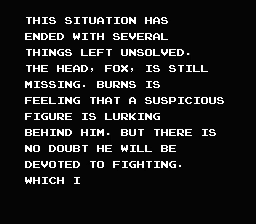 THIS SITUATION HAS
ENDED WITH SEVERAL
THINGS LEFT UNSOLVED.
THE HEAD, FOX, IS STILL
MISSING. BURNS IS
FEELING THAT A SUSPICIOUS
FIGURE IS LURKING
BEHIND HIM. BUT THERE IS
NO DOUBT HE WILL BE
DEVOTED TO FIGHTING.
WHICH I